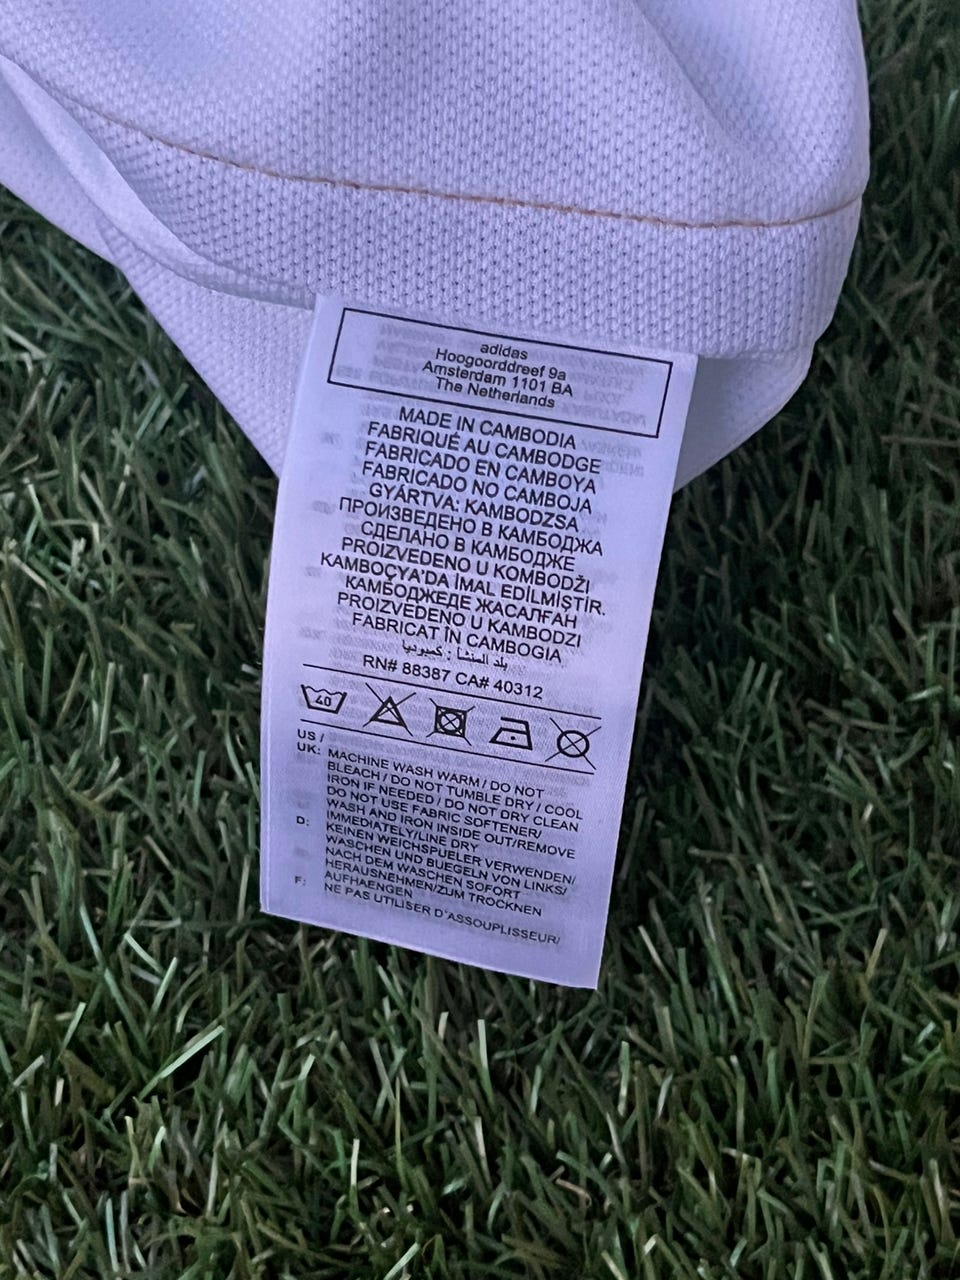 adidas
Hoogoorddreef 9a
Amsterdam 1101 BA
The Netherlands
MADE IN CAMBODIA
FABRIQUÉ AU CAMBODGE
FABRICADO EN CAMBOYA
FABRICADO NO CAMBOJA
GYÁRTVA: KAMBODZSA
ПРОИЗВЕДЕНО В КАМБОДЖА
СДЕЛАНО В КАМБОДЖЕ
PROIZVEDENO U KOMBODŽI
KAMBOÇYA'DA İMAL EDİLMİŞTİR.
КАМБОДЖЕДЕ ЖАСАЛҒАН
PROIZVEDENO U KAMBODZI
FABRICAT ÎN CAMBOGIA
بلد المنشأ : كمبوديا
RN# 88387 CA# 40312
40
US /
UK: MACHINE WASH WARM / DO NOT
BLEACH / DO NOT TUMBLE DRY / COOL
IRON IF NEEDED / DO NOT DRY CLEAN
DO NOT USE FABRIC SOFTENER/
WASH AND IRON INSIDE OUT/REMOVE
IMMEDIATELY/LINE DRY
D: KEINEN WEICHSPUELER VERWENDEN/
WASCHEN UND BUEGELN VON LINKS/
NACH DEM WASCHEN SOFORT
HERAUSNEHMEN/ZUM TROCKNEN
AUFHAENGEN
F: NE PAS UTILISER D'ASSOUPLISSEUR/